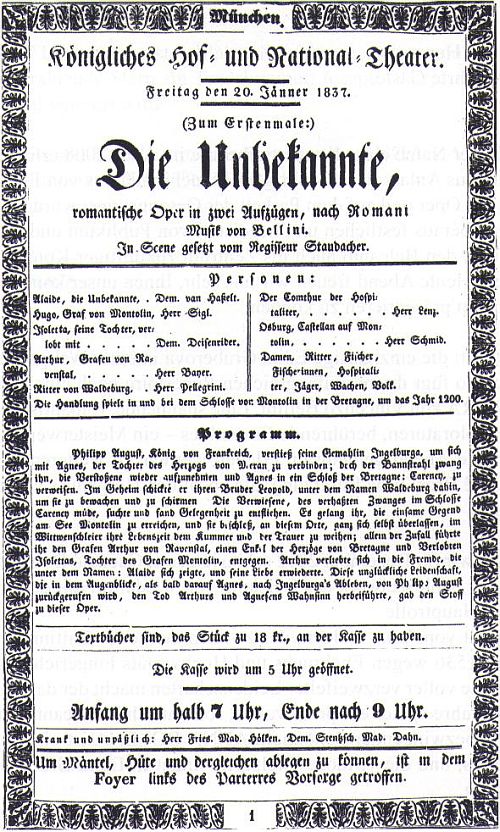 München.
Königliches Hof- und National-Theater.
Freitag den 20. Jänner 1837.
(Zum Erstenmale:)
Die Unbekannte,
romantische Oper in zwei Aufzügen, nach Romani
Musik von Bellini.
In Scene gesetzt vom Regisseur Staudacher.
Personen:
Alaide, die Unbekannte, . Dem. van Hasselt.
Hugo, Graf von Montolin, Herr Sigl.
Isoletta, seine Tochter, ver-
lobt mit . . . . . Dem. Deisenrider.
Arthur, Grafen von Ra-
venstal, . . . . . Herr Bayer.
Ritter von Waldeburg, . Herr Pellegrini.
Der Comthur der Hospi-
taliter, . . . . . Herr Lenz.
Osburg, Castellan auf Mon-
tolin, . . . . . Herr Schmid.
Damen, Ritter, Fischer,
Fischerinnen, Hospitali-
ter, Jäger, Wachen, Volk.
Die Handlung spielt in und bei dem Schlosse von Montolin in der Bretagne, um das Jahr 1200.
Programm.
Philipp August, König von Frankreich, verstieß seine Gemahlin Ingelburga, um sich
mit Agnes, der Tochter des Herzogs von Meran zu verbinden; doch der Bannstrahl zwang
ihn, die Verstoßene wieder aufzunehmen und Agnes in ein Schloß der Bretagne: Careney, zu
verweisen. Im Geheim schickte er ihren Bruder Leopold, unter dem Namen Waldeburg dahin,
um sie zu bewachen und zu schirmen. Die Verwiesene, des verhaßten Zwanges im Schlosse
Careney müde, suchte und fand Gelegenheit zu entfliehen. Es gelang ihr, die einsame Gegend
am See Montolin zu erreichen, und sie beschloß, an diesem Orte, ganz sich selbst überlassen, im
Wittwenschleier ihre Lebenszeit dem Kummer und der Trauer zu weihen; allein der Zufall führte
ihr den Grafen Arthur von Ravenstal, einen Enkel der Herzöge von Bretagne und Verlobten
Isolettas, Tochter des Grafen Montolin, entgegen. Arthur verliebte sich in die Fremde, die
unter dem Namen: Alaide sich zeigte, und seine Liebe erwiederte. Diese unglückliche Leidenschaft,
die in dem Augenblick, als bald darauf Agnes, nach Ingelburga's Ableben, von Philipp August
zurückgerufen wird, den Tod Arthurs und Agnesens Wahnsinn herbeiführte, gab den Stoff
zu dieser Oper.
Textbücher sind, das Stück zu 18 kr., an der Kasse zu haben.
Die Kasse wird um 5 Uhr geöffnet.
Anfang um halb 7 Uhr, Ende nach 9 Uhr.
Krank und unpäßlich: Herr Fries. Mad. Hölken. Dem. Stentzsch. Mad. Dahn.
Um Mäntel, Hüte und dergleichen ablegen zu können, ist in dem
Foyer links des Parterres Vorsorge getroffen.
1